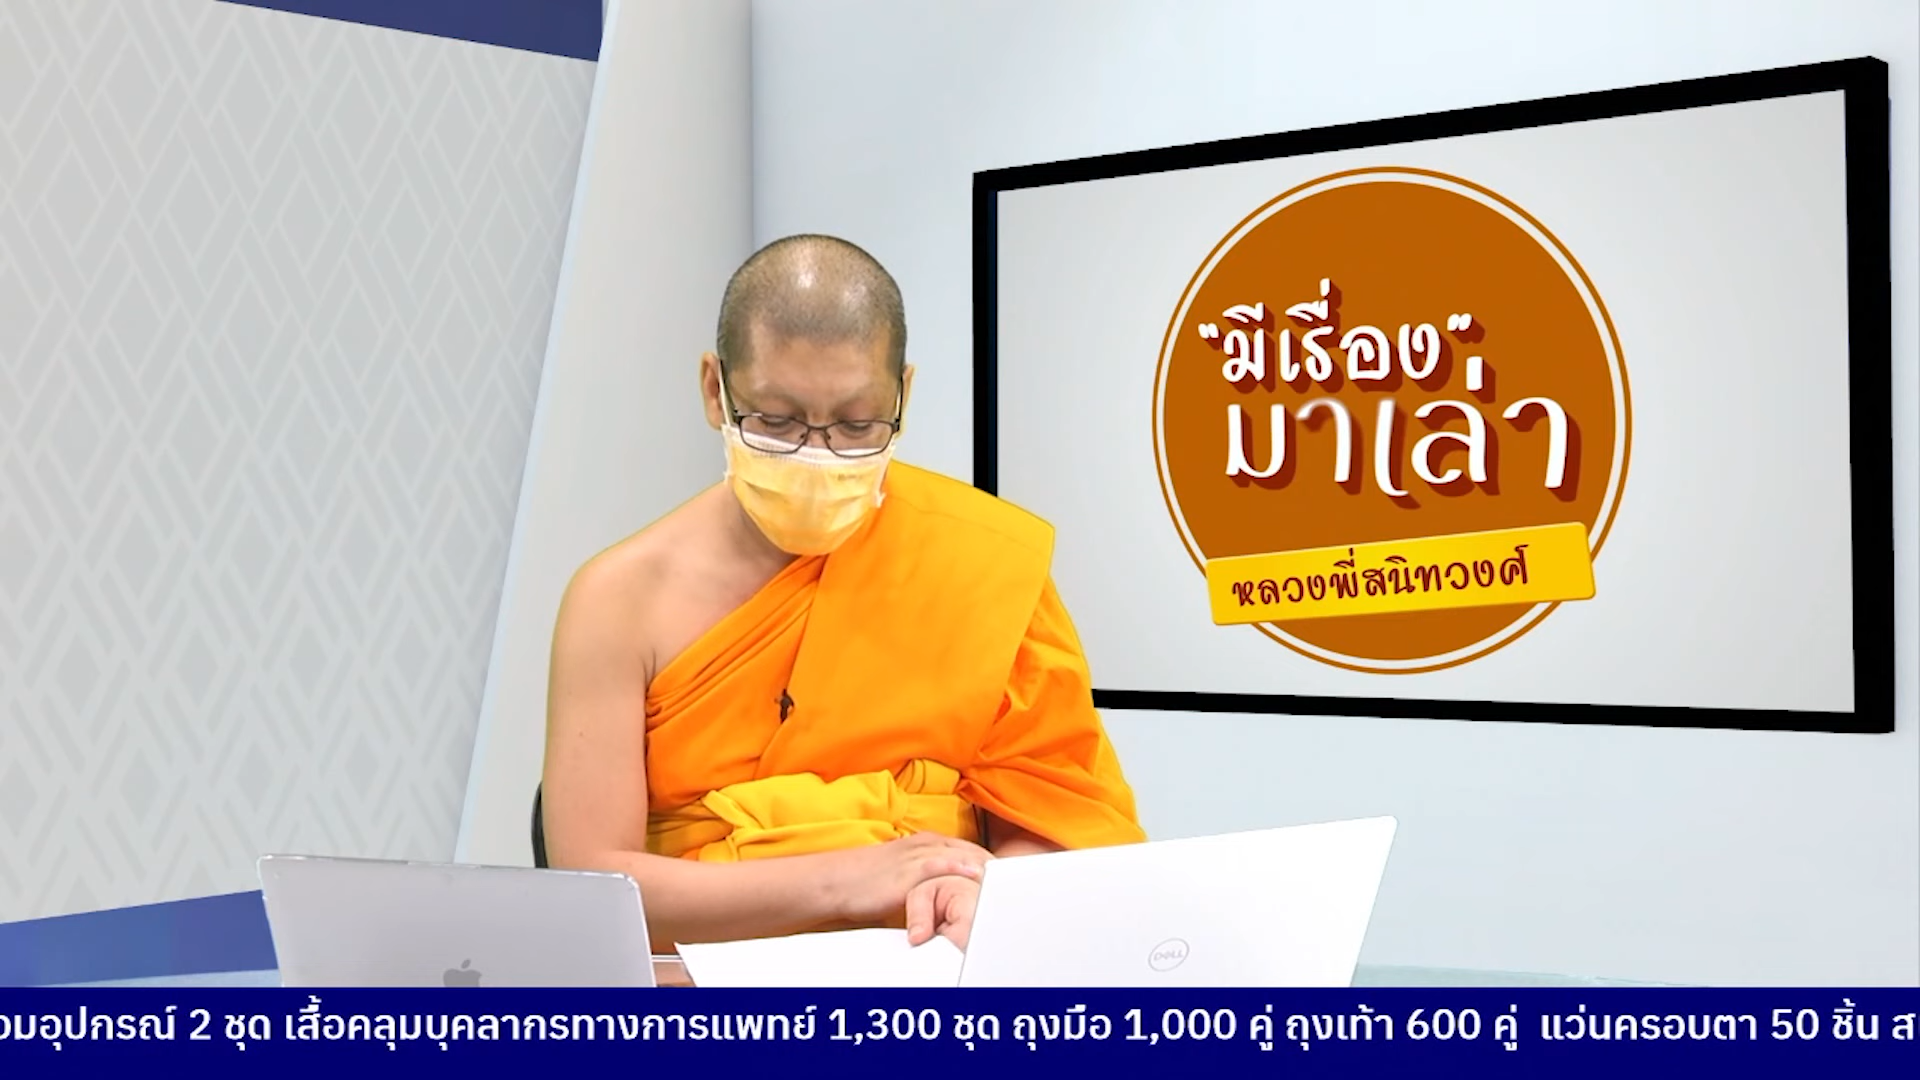 "มีเรื่อง"
มาเล่า
หลวงพี่สนิทวงศ์
DELL
อุปกรณ์ 2 ชุด เสื้อคลุมบุคลากรทางการแพทย์ 1,300 ชุด ถุงมือ 1,000 คู่ ถุงเท้า 600 คู่ แว่นครอบตา 50 ชิ้น